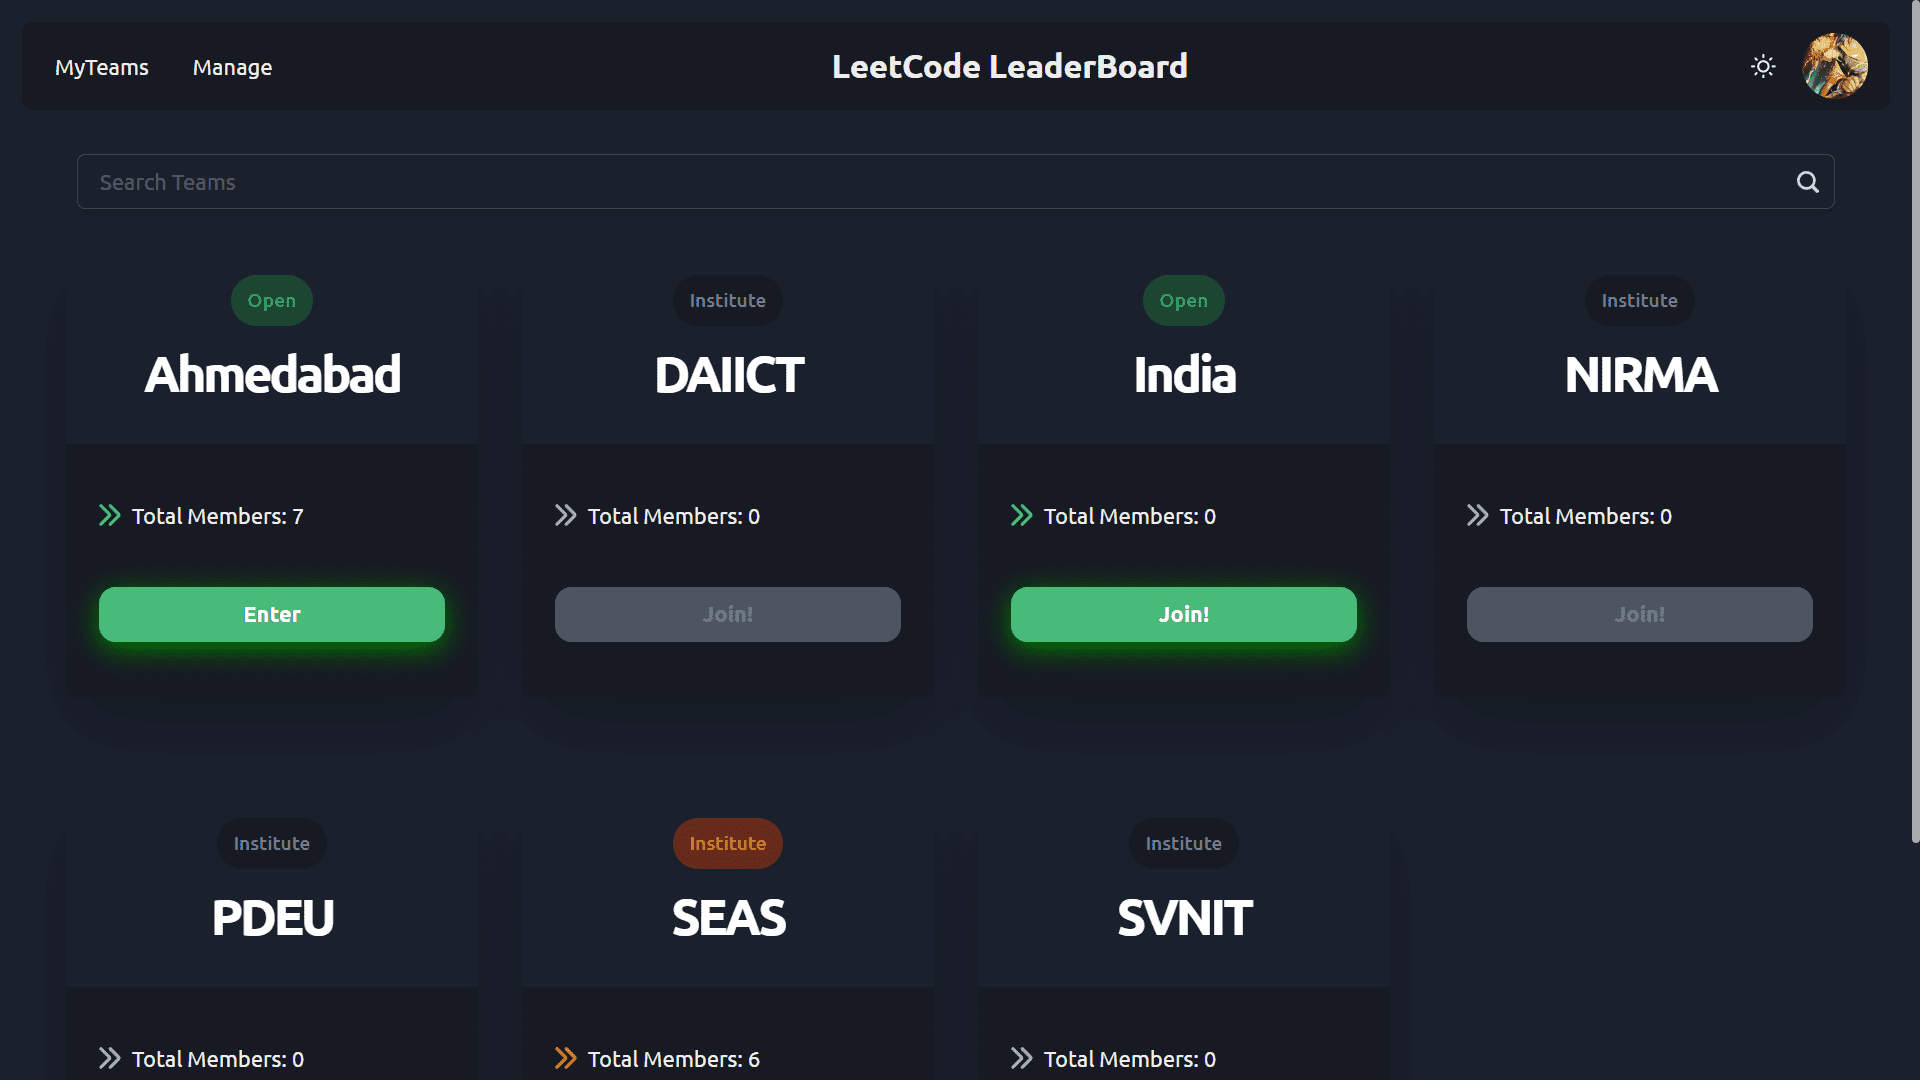 MyTeams Manage LeetCode LeaderBoard
Search Teams
Open Institute Open Institute
Ahmedabad DAIICT India NIRMA
Total Members: 7 Total Members: 0 Total Members: 0 Total Members: 0
Enter Join! Join! Join!
Institute Institute Institute
PDEU SEAS SVNIT
Total Members: 0 Total Members: 6 Total Members: 0